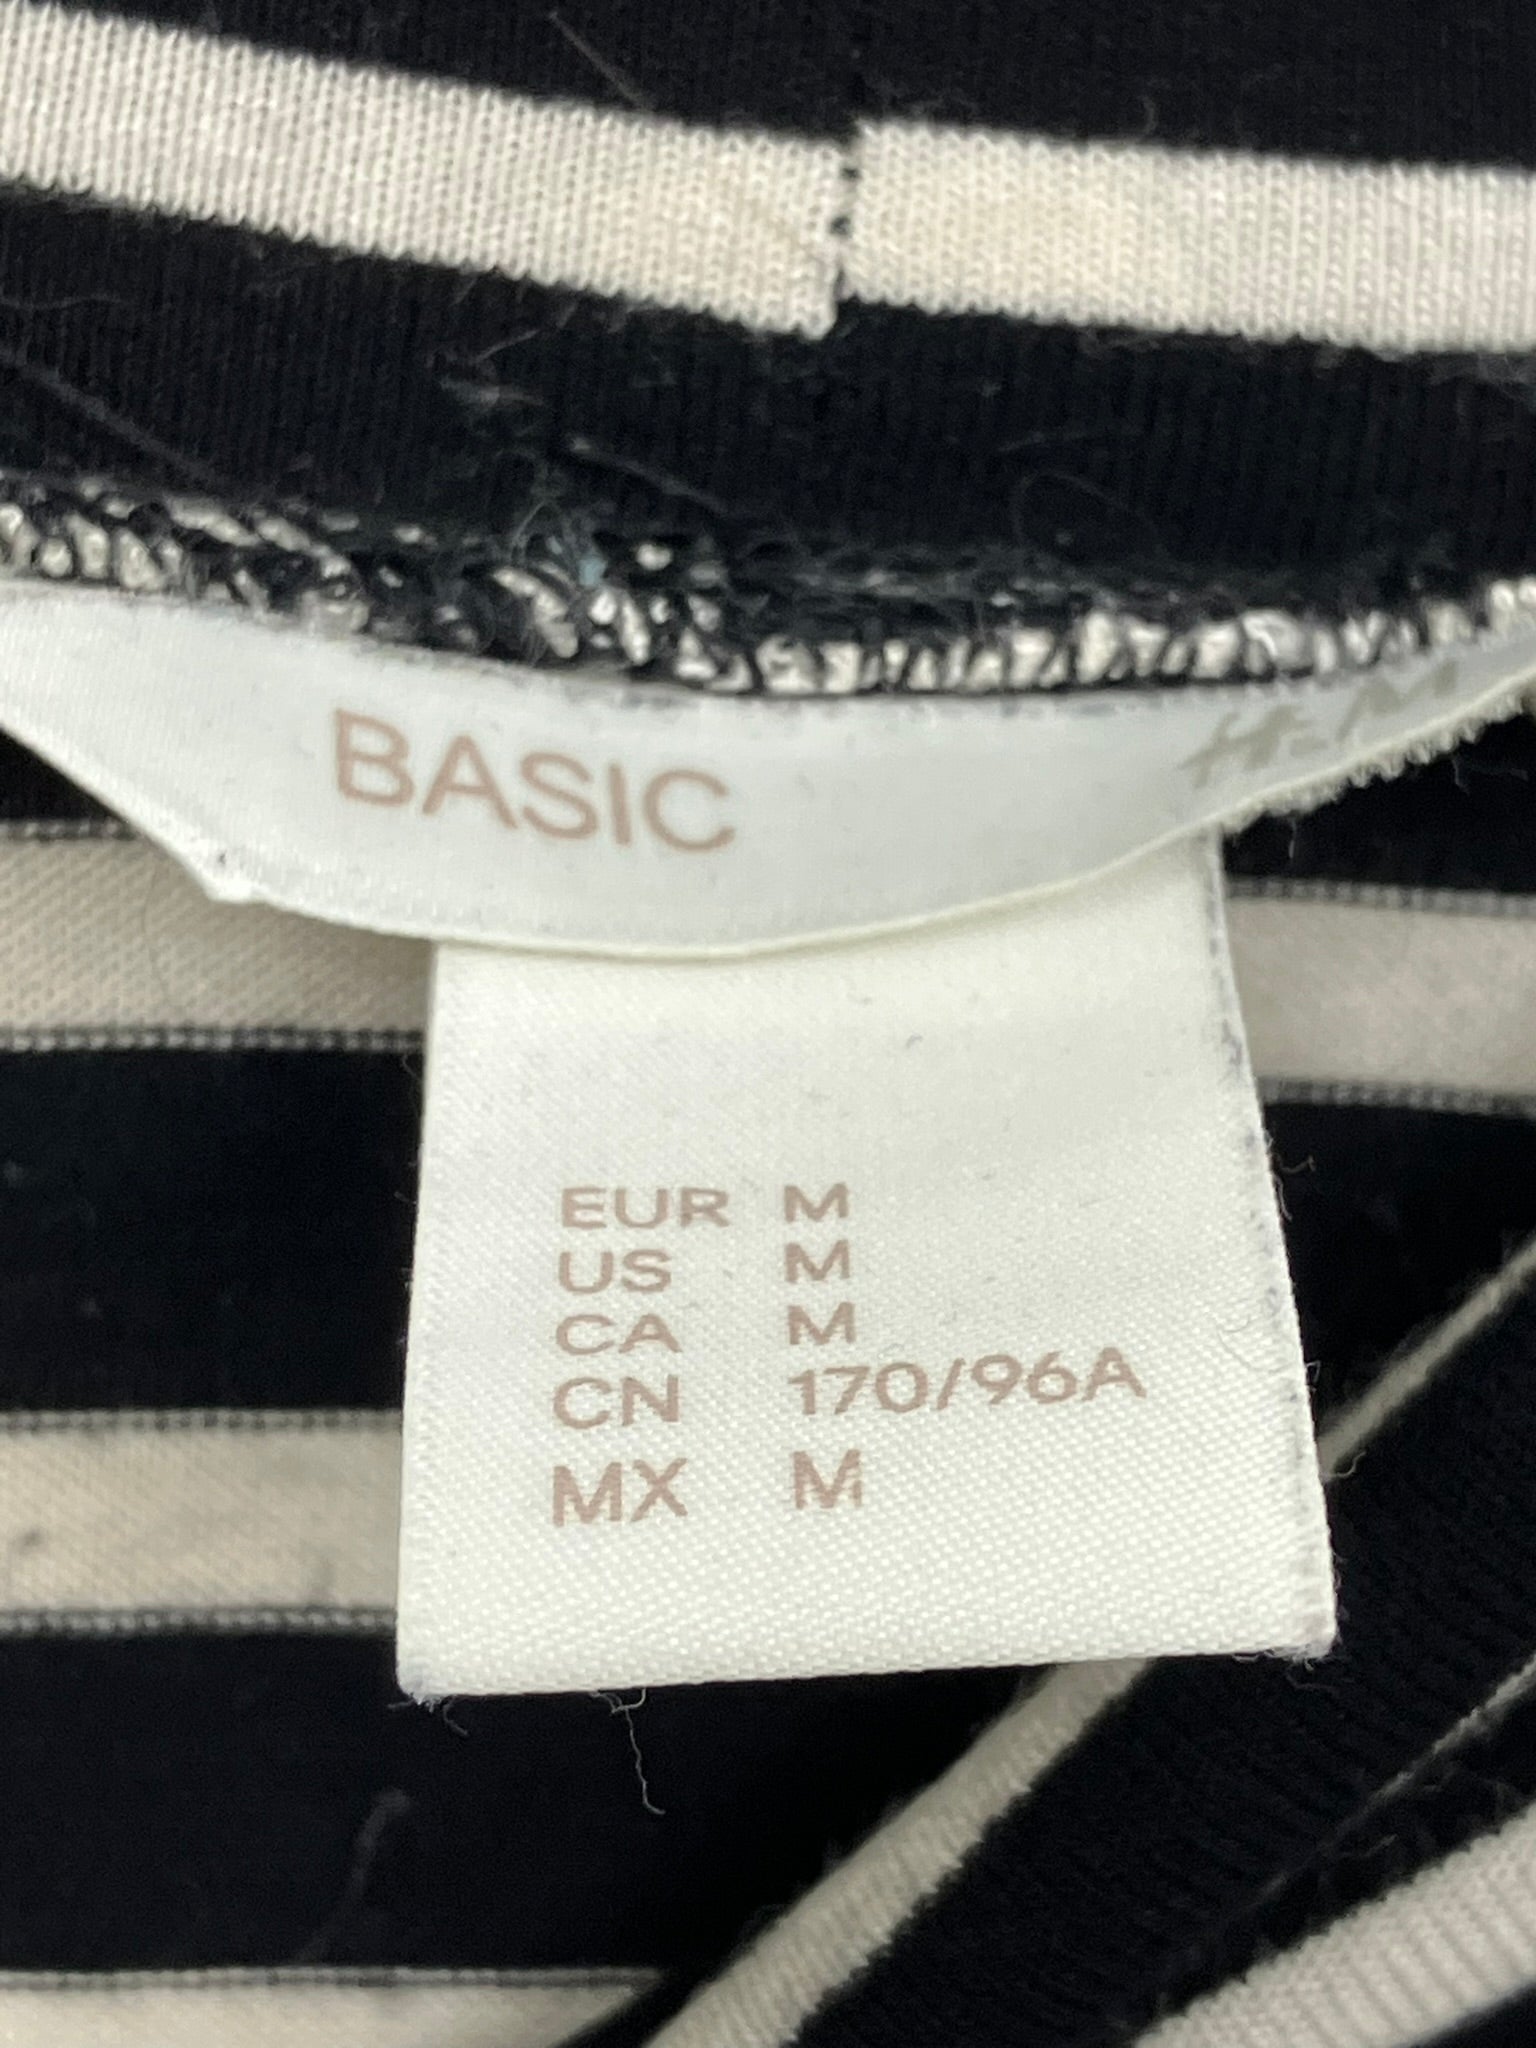 BASIC H&M
EUR M
US M
CA M
CN 170/96A
MX M